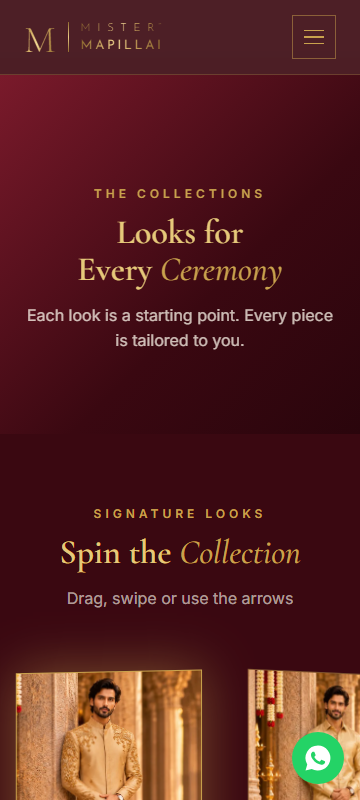 M
MISTER
MAPILLAI
THE COLLECTIONS
Looks for
Every Ceremony
Each look is a starting point. Every piece
is tailored to you.
SIGNATURE LOOKS
Spin the Collection
Drag, swipe or use the arrows